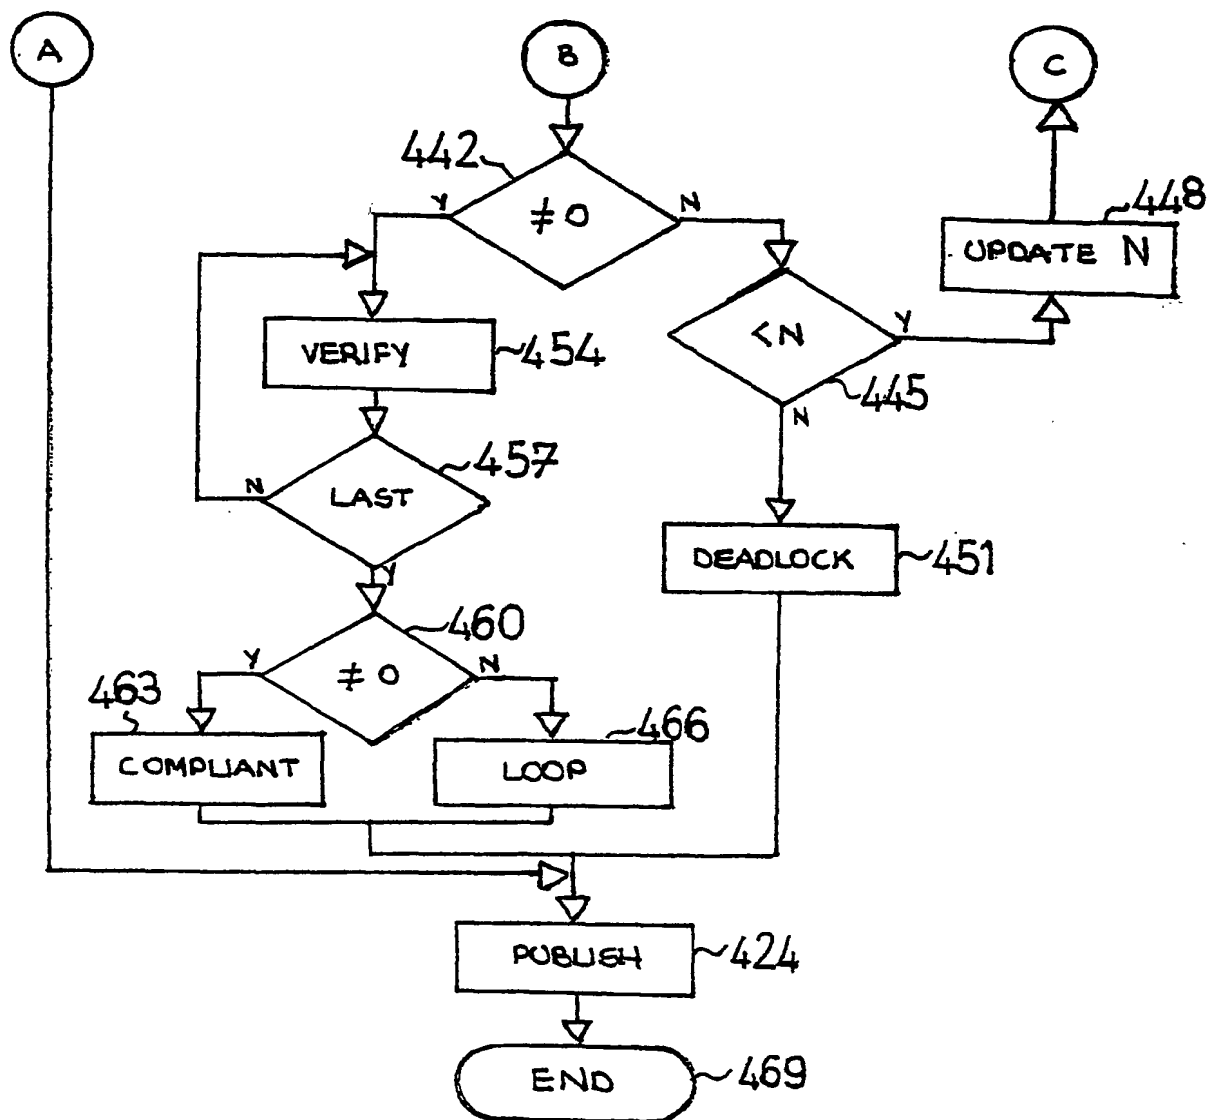 A
B
C
442
Y
≠ 0
N
448
UPDATE N
VERIFY
454
< N
Y
445
N
457
N
LAST
Y
DEADLOCK
451
460
Y
≠ 0
N
463
COMPLIANT
466
LOOP
PUBLISH
424
END
469